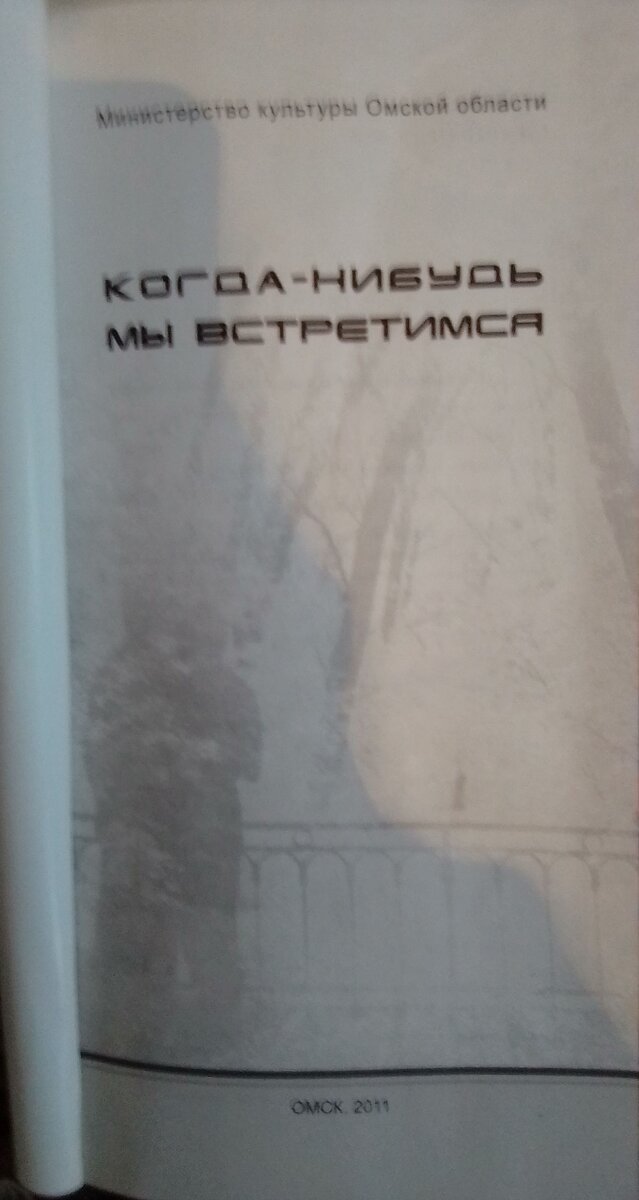 Министерство культуры Омской области
КОГДА-НИБУДЬ
МЫ ВСТРЕТИМСЯ
ОМСК. 2011